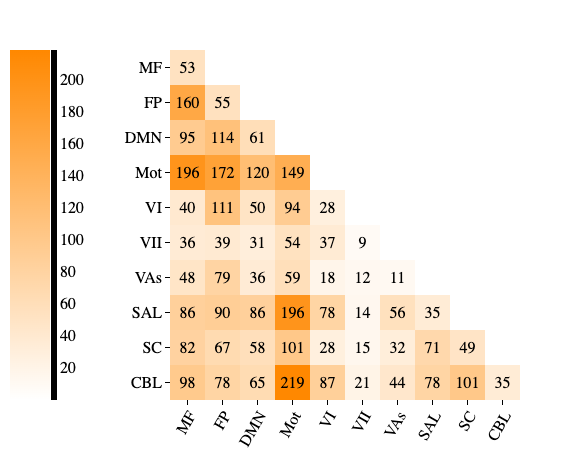 200
180
160
140
120
100
80
60
40
20
MF 53
FP 160 55
DMN 95 114 61
Mot 196 172 120 149
VI 40 111 50 94 28
VII 36 39 31 54 37 9
VAs 48 79 36 59 18 12 11
SAL 86 90 86 196 78 14 56 35
SC 82 67 58 101 28 15 32 71 49
CBL 98 78 65 219 87 21 44 78 101 35
MF FP DMN Mot VI VII VAs SAL SC CBL